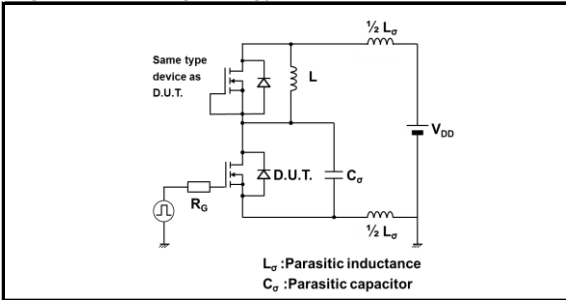 ½ Lσ
Same type
device as
D.U.T.
L
VDD
D.U.T.
Cσ
RG
½ Lσ
Lσ :Parasitic inductance
Cσ :Parasitic capacitor